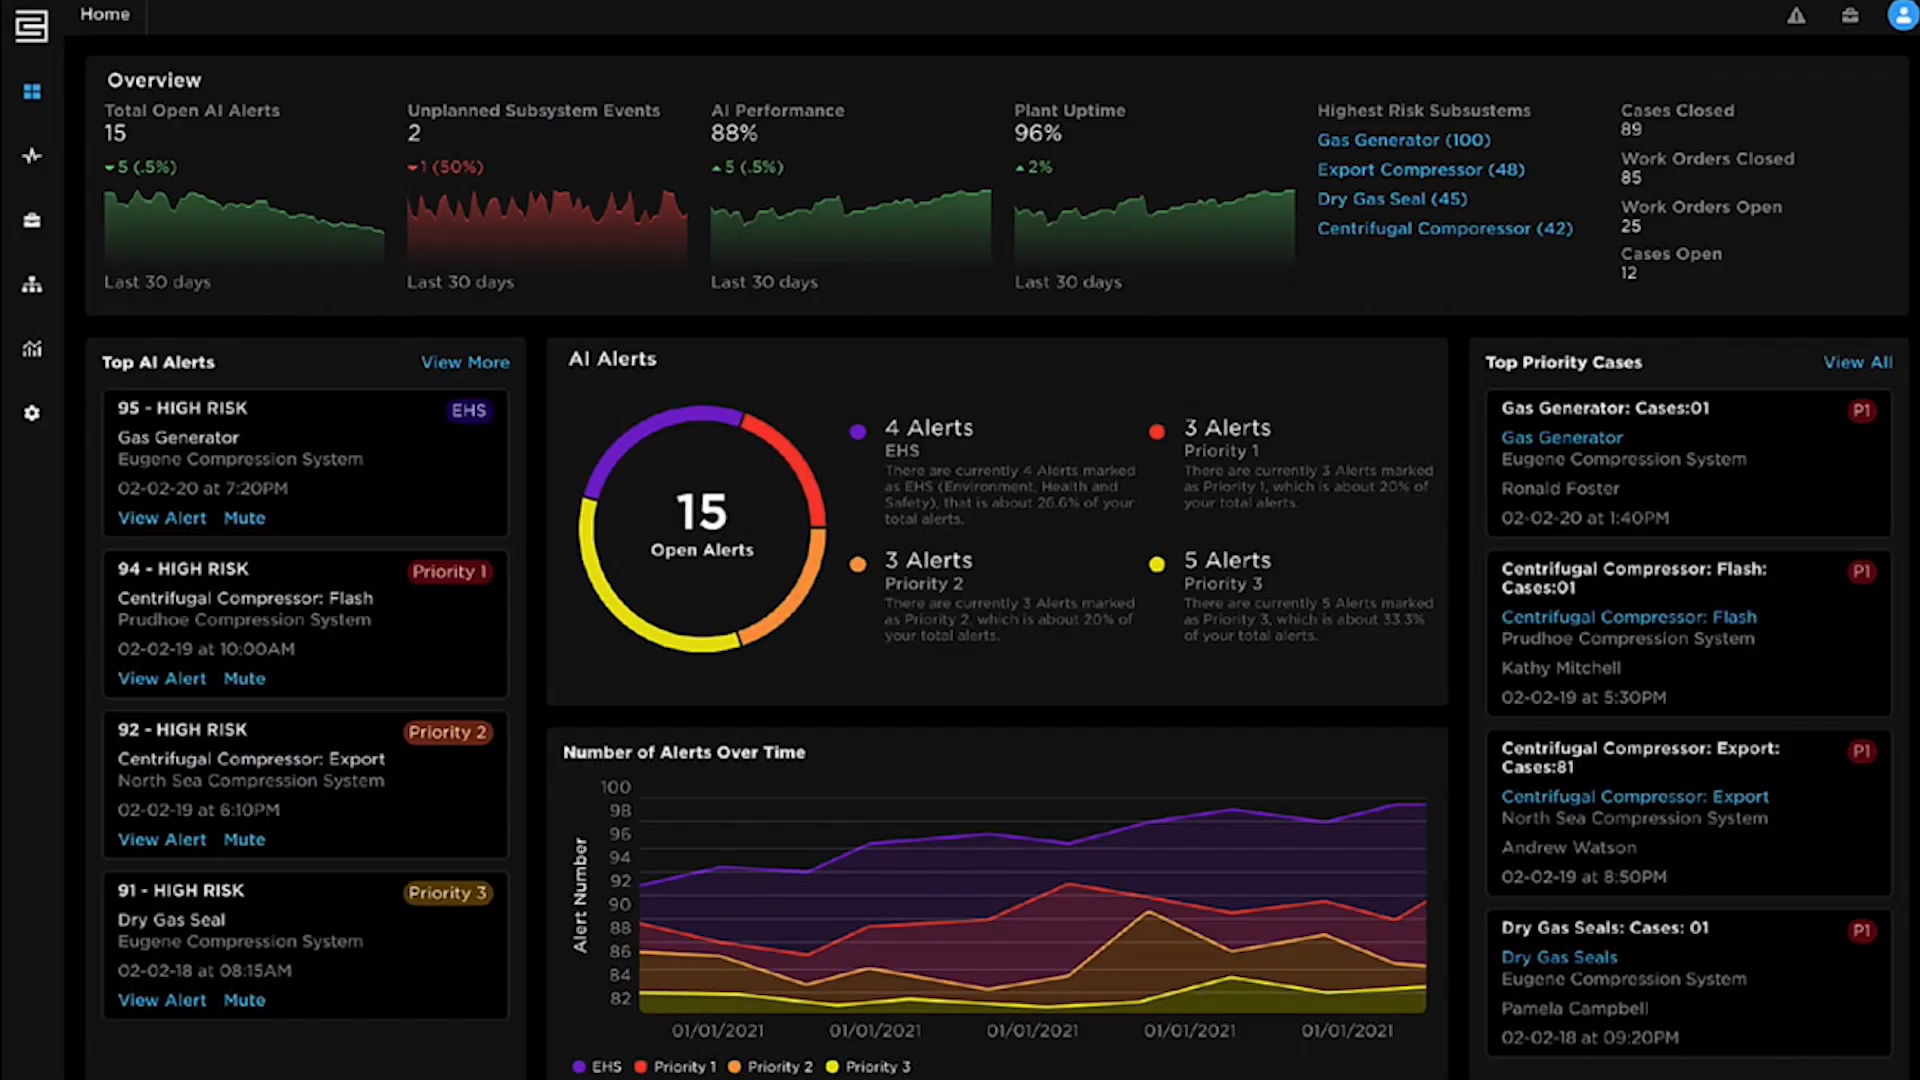 Home
Overview
Total Open AI Alerts
15
5 (.5%)
Last 30 days
Unplanned Subsystem Events
2
1 (50%)
Last 30 days
AI Performance
88%
5 (.5%)
Last 30 days
Plant Uptime
96%
2%
Last 30 days
Highest Risk Subsustems
Gas Generator (100)
Export Compressor (48)
Dry Gas Seal (45)
Centrifugal Comporessor (42)
Cases Closed
89
Work Orders Closed
85
Work Orders Open
25
Cases Open
12
Top AI Alerts View More
95 - HIGH RISK EHS
Gas Generator
Eugene Compression System
02-02-20 at 7:20PM
View Alert Mute
94 - HIGH RISK Priority 1
Centrifugal Compressor: Flash
Prudhoe Compression System
02-02-19 at 10:00AM
View Alert Mute
92 - HIGH RISK Priority 2
Centrifugal Compressor: Export
North Sea Compression System
02-02-19 at 6:10PM
View Alert Mute
91 - HIGH RISK Priority 3
Dry Gas Seal
Eugene Compression System
02-02-18 at 08:15AM
View Alert Mute
AI Alerts
15
Open Alerts
4 Alerts
EHS
There are currently 4 Alerts marked
as EHS (Environment, Health and
Safety), that is about 26.6% of your
total alerts.
3 Alerts
Priority 1
There are currently 3 Alerts marked
as Priority 1, which is about 20% of
your total alerts.
3 Alerts
Priority 2
There are currently 3 Alerts marked
as Priority 2, which is about 20% of
your total alerts.
5 Alerts
Priority 3
There are currently 5 Alerts marked
as Priority 3, which is about 33.3%
of your total alerts.
Number of Alerts Over Time
Alert Number
100
98
96
94
92
90
88
86
84
82
01/01/2021 01/01/2021 01/01/2021 01/01/2021 01/01/2021
EHS Priority 1 Priority 2 Priority 3
Top Priority Cases View All
Gas Generator: Cases:01 P1
Gas Generator
Eugene Compression System
Ronald Foster
02-02-20 at 1:40PM
Centrifugal Compressor: Flash: P1
Cases:01
Centrifugal Compressor: Flash
Prudhoe Compression System
Kathy Mitchell
02-02-19 at 5:30PM
Centrifugal Compressor: Export: P1
Cases:81
Centrifugal Compressor: Export
North Sea Compression System
Andrew Watson
02-02-19 at 8:50PM
Dry Gas Seals: Cases: 01 P1
Dry Gas Seals
Eugene Compression System
Pamela Campbell
02-02-18 at 09:20PM